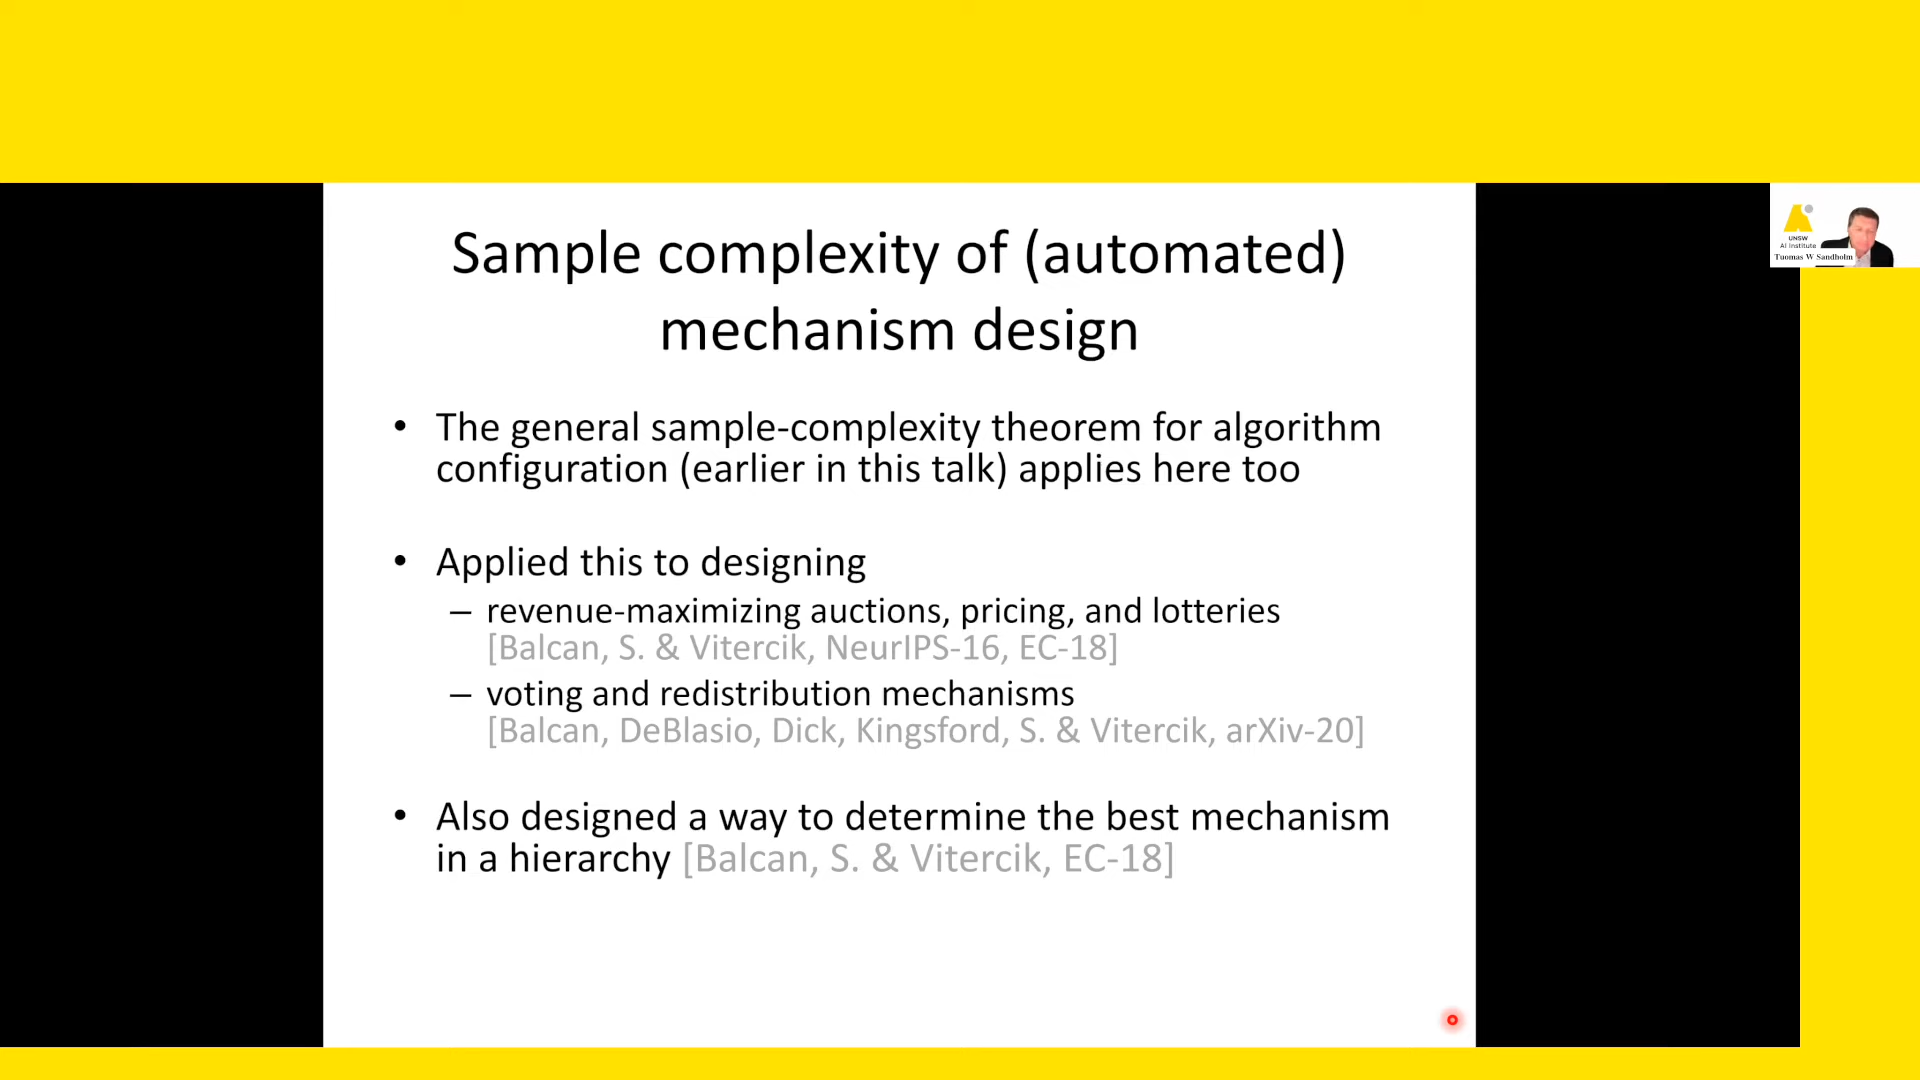 Sample complexity of (automated)
mechanism design
• The general sample-complexity theorem for algorithm
configuration (earlier in this talk) applies here too
• Applied this to designing
– revenue-maximizing auctions, pricing, and lotteries
[Balcan, S. & Vitercik, NeurIPS-16, EC-18]
– voting and redistribution mechanisms
[Balcan, DeBlasio, Dick, Kingsford, S. & Vitercik, arXiv-20]
• Also designed a way to determine the best mechanism
in a hierarchy [Balcan, S. & Vitercik, EC-18]
UNSW
AI Institute
Tuomas W Sandholm